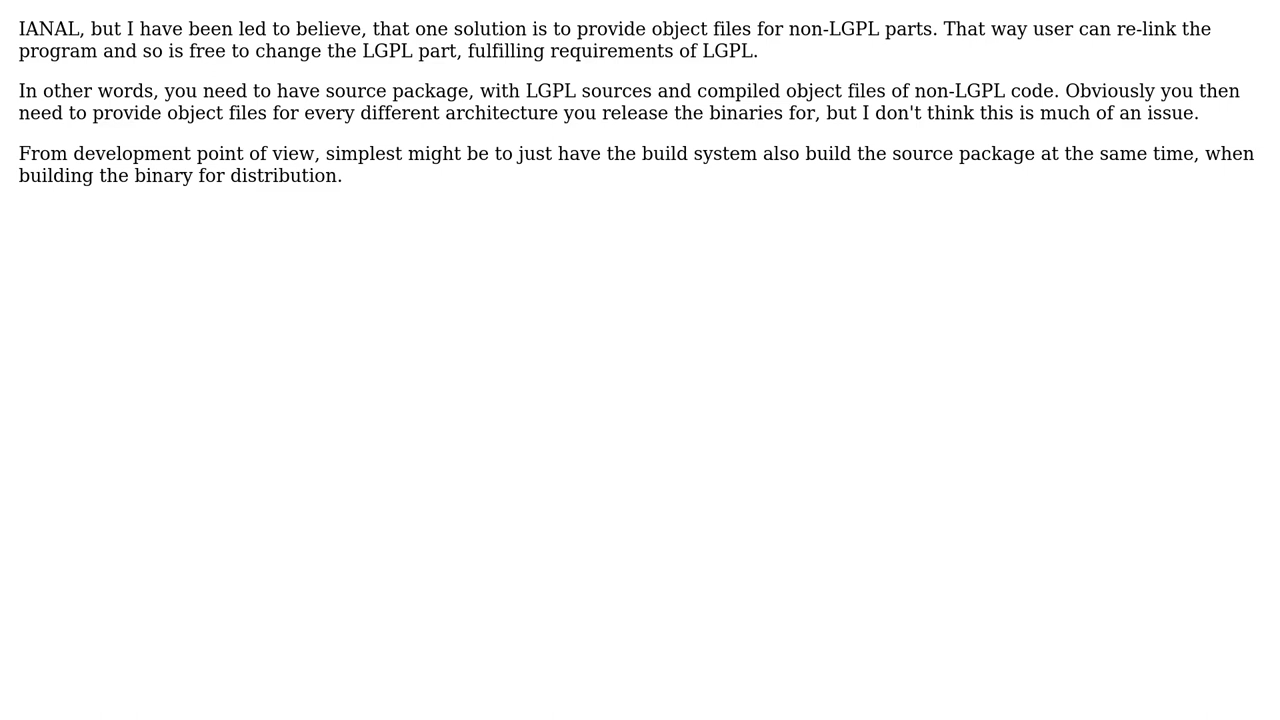 IANAL, but I have been led to believe, that one solution is to provide object files for non-LGPL parts. That way user can re-link the
program and so is free to change the LGPL part, fulfilling requirements of LGPL.
In other words, you need to have source package, with LGPL sources and compiled object files of non-LGPL code. Obviously you then
need to provide object files for every different architecture you release the binaries for, but I don't think this is much of an issue.
From development point of view, simplest might be to just have the build system also build the source package at the same time, when
building the binary for distribution.